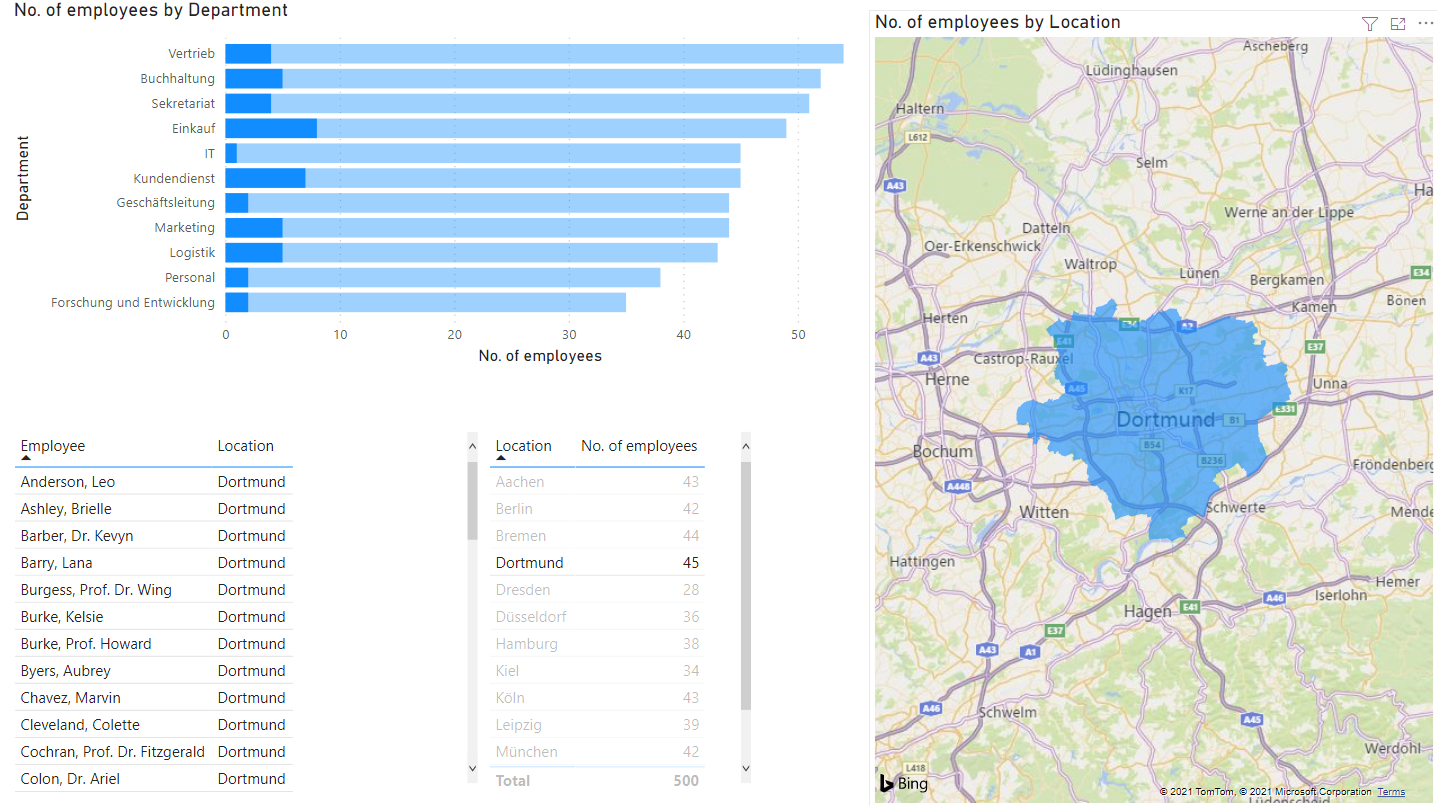 No. of employees by Department
Department
Vertrieb
Buchhaltung
Sekretariat
Einkauf
IT
Kundendienst
Geschäftsleitung
Marketing
Logistik
Personal
Forschung und Entwicklung
0 10 20 30 40 50
No. of employees
Employee Location
Anderson, Leo Dortmund
Ashley, Brielle Dortmund
Barber, Dr. Kevyn Dortmund
Barry, Lana Dortmund
Burgess, Prof. Dr. Wing Dortmund
Burke, Kelsie Dortmund
Burke, Prof. Howard Dortmund
Byers, Aubrey Dortmund
Chavez, Marvin Dortmund
Cleveland, Colette Dortmund
Cochran, Prof. Dr. Fitzgerald Dortmund
Colon, Dr. Ariel Dortmund
Location No. of employees
Aachen 43
Berlin 42
Bremen 44
Dortmund 45
Dresden 28
Düsseldorf 36
Hamburg 38
Kiel 34
Köln 43
Leipzig 39
München 42
Total 500
No. of employees by Location
Ascheberg
Lüdinghausen
Haltern
L612
Selm
A43
Ha
Werne an der Lippe
Datteln
Oer-Erkenschwick
Waltrop
Lünen
Bergkamen
E34
Bönen
Kamen
Herten
E34
A2
E41
E37
Castrop-Rauxel
A43
Herne
A45
K17
Unna
E331
Dortmund
B1
B54
Bochum
B236
Fröndenberg
A448
Witten
Schwerte
Mende
Hattingen
Hemer
A46
Iserlohn
Hagen
E41
E37
A43
A1
A46
Schwelm
A45
Werdohl
L418
Bing
© 2021 TomTom, © 2021 Microsoft Corporation Terms
Lüdenscheid